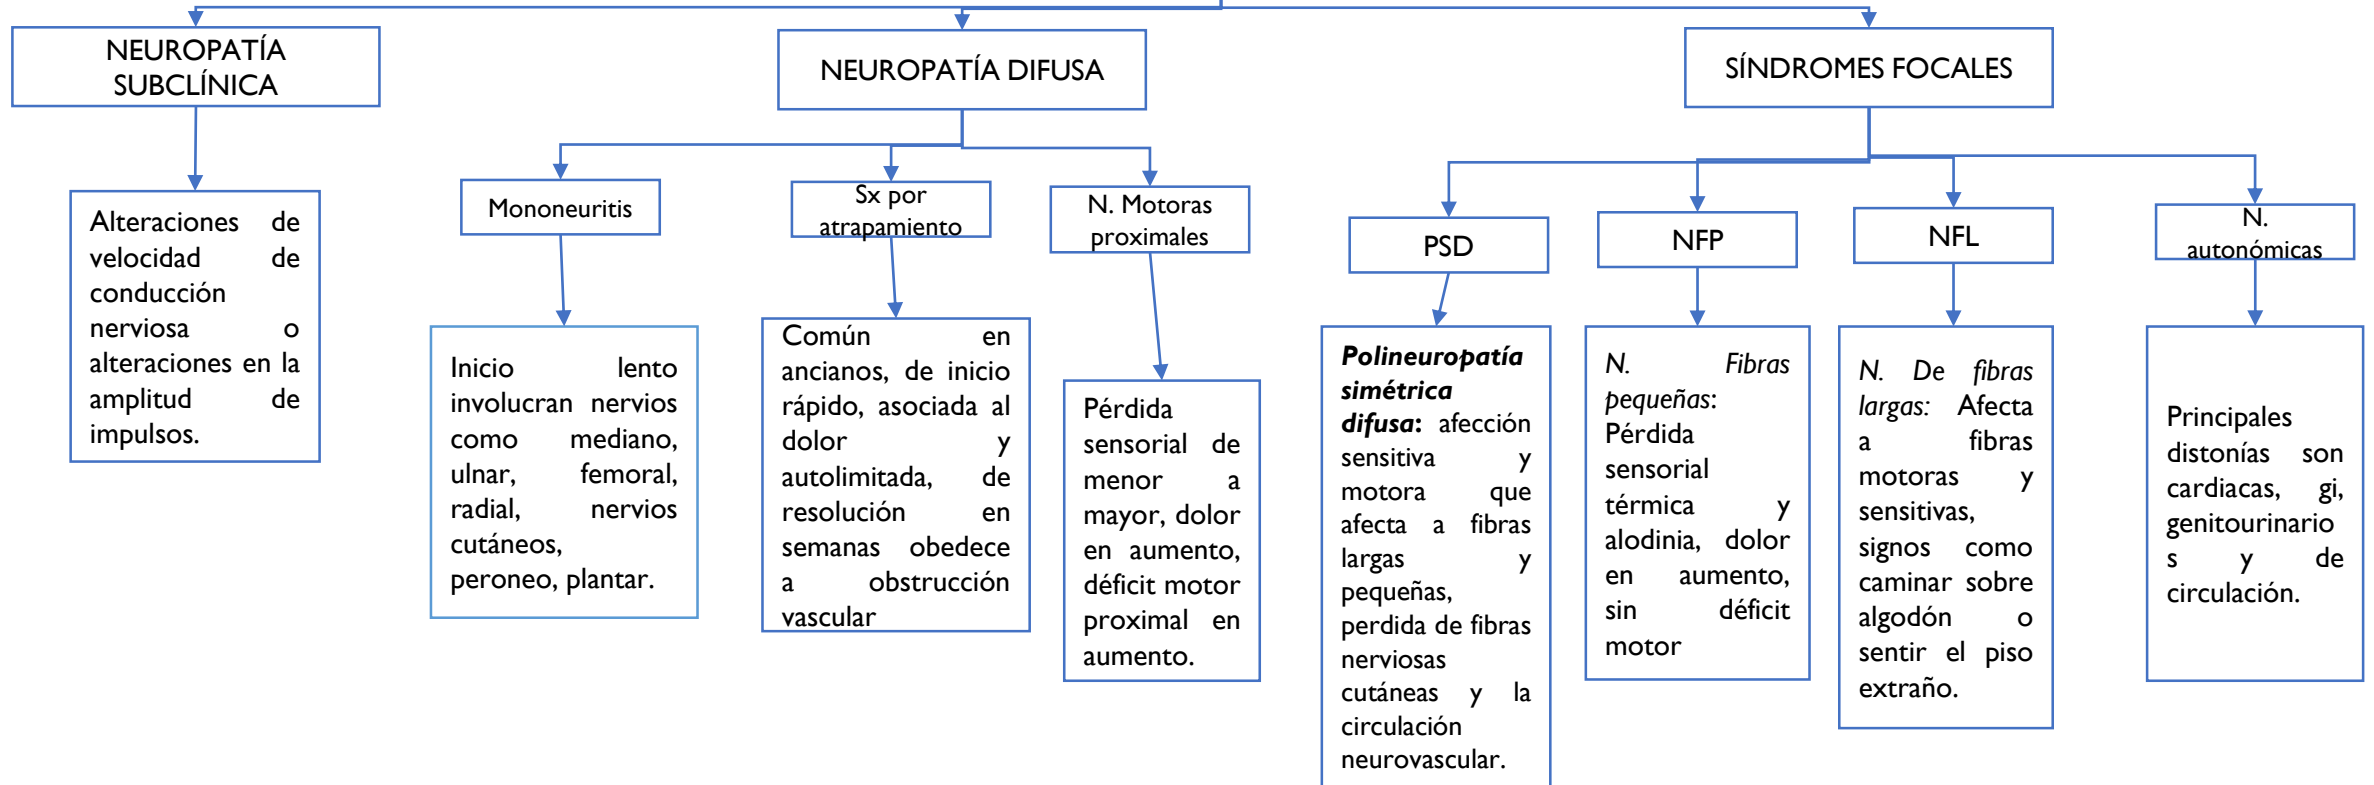 NEUROPATÍA
SUBCLÍNICA
NEUROPATÍA DIFUSA
SÍNDROMES FOCALES
Alteraciones de
velocidad de
conducción
nerviosa o
alteraciones en la
amplitud de
impulsos.
Mononeuritis
Sx por
atrapamiento
N. Motoras
proximales
PSD
NFP
NFL
N.
autonómicas
Inicio lento
involucran nervios
como mediano,
ulnar, femoral,
radial, nervios
cutáneos,
peroneo, plantar.
Común en
ancianos, de inicio
rápido, asociada al
dolor y
autolimitada, de
resolución en
semanas obedece
a obstrucción
vascular
Pérdida
sensorial de
menor a
mayor, dolor
en aumento,
déficit motor
proximal en
aumento.
Polineuropatía
simétrica
difusa: afección
sensitiva y
motora que
afecta a fibras
largas y
pequeñas,
perdida de fibras
nerviosas
cutáneas y la
circulación
neurovascular.
N. Fibras
pequeñas:
Pérdida
sensorial
térmica y
alodinia, dolor
en aumento,
sin déficit
motor
N. De fibras
largas: Afecta
a fibras
motoras y
sensitivas,
signos como
caminar sobre
algodón o
sentir el piso
extraño.
Principales
distonías son
cardiacas, gi,
genitourinario
s y de
circulación.